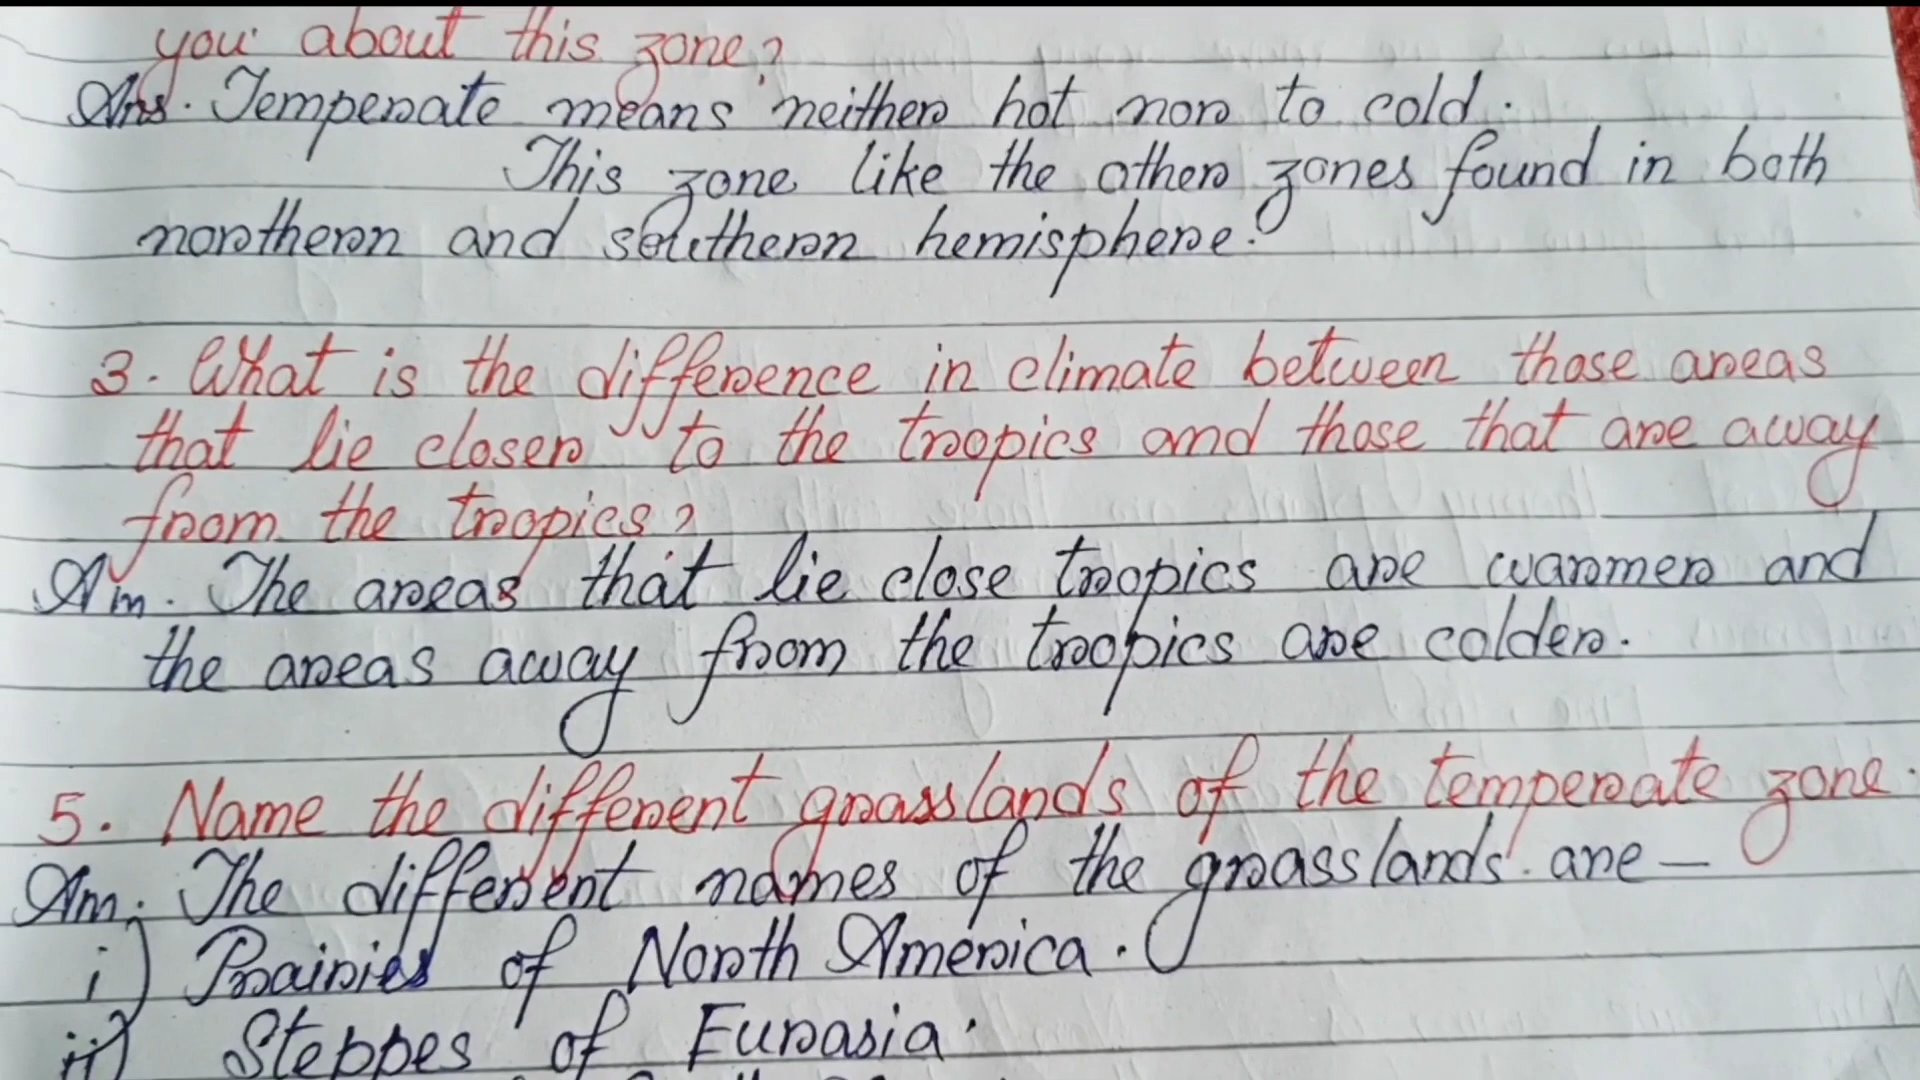 you about this zone?
Ans. Temperate means neither hot nor to cold.
This zone like the other zones found in both
northern and southern hemisphere.
3. What is the difference in climate between those areas
that lie closer to the tropics and those that are away
from the tropics?
Ans. The areas that lie close tropics are warmer and
the areas away from the tropics are colder.
5. Name the different grasslands of the temperate zone.
Ans. The different names of the grasslands are —
i) Prairies of North America.
ii) Steppes of Eurasia.